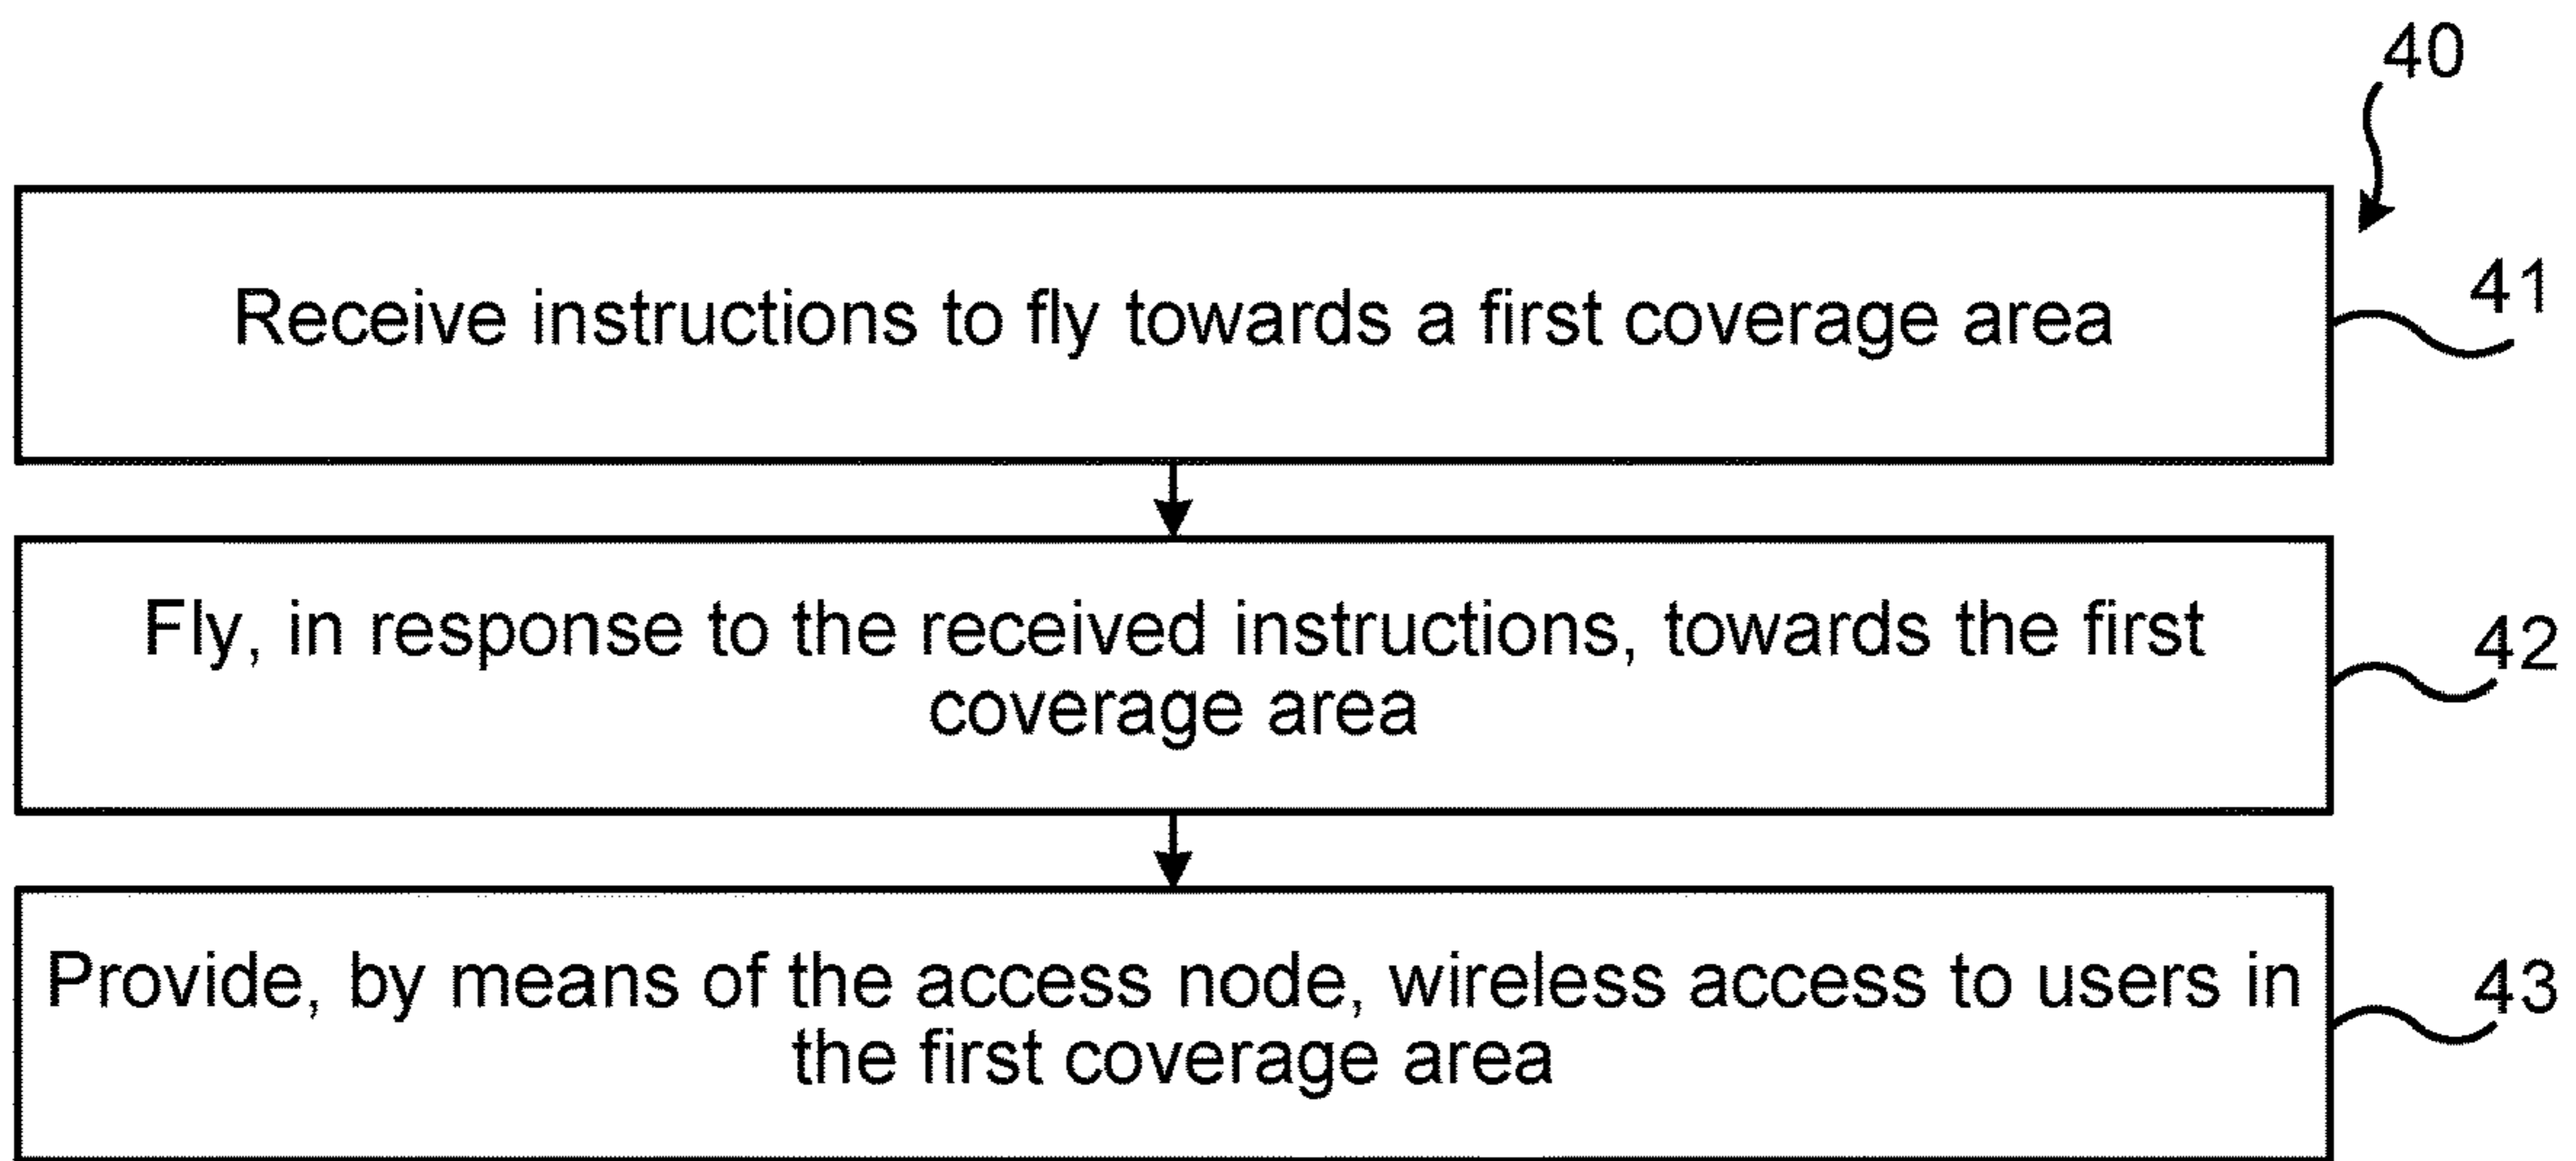 40
Receive instructions to fly towards a first coverage area
41
Fly, in response to the received instructions, towards the first
coverage area
42
Provide, by means of the access node, wireless access to users in
the first coverage area
43